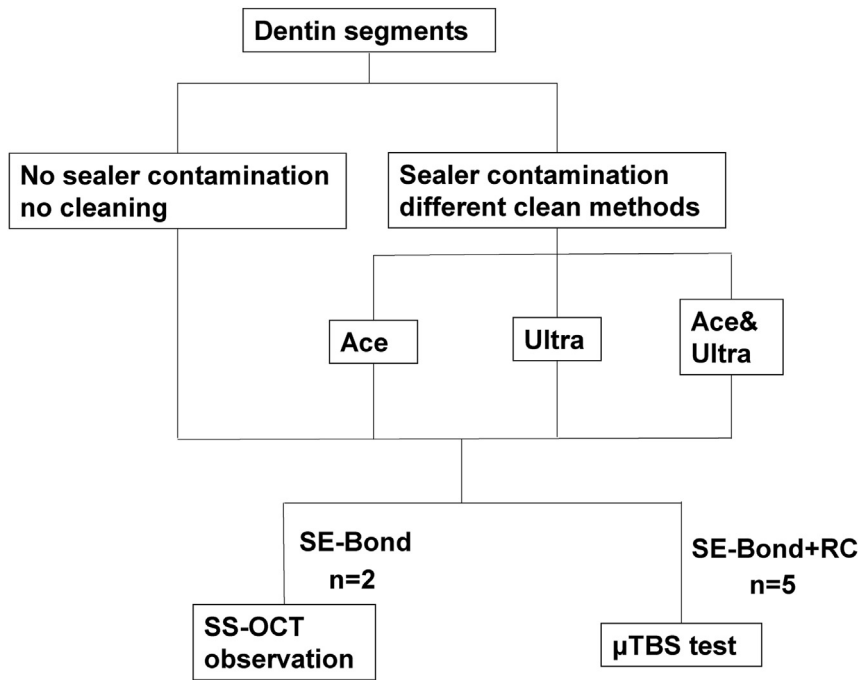 Dentin segments
No sealer contamination
no cleaning
Sealer contamination
different clean methods
Ace
Ultra
Ace&
Ultra
SE-Bond
n=2
SE-Bond+RC
n=5
SS-OCT
observation
μTBS test